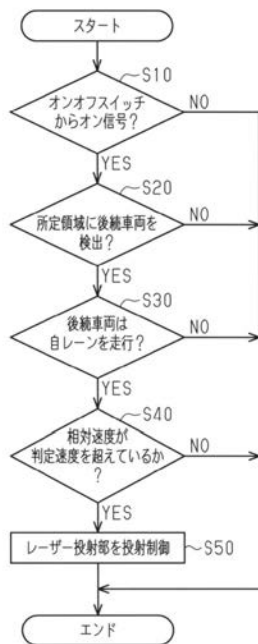 スタート
S10
オンオフスイッチ
からオン信号？
NO
YES
S20
所定領域に後続車両を
検出？
NO
YES
S30
後続車両は
自レーンを走行？
NO
YES
S40
相対速度が
判定速度を超えているか
？
NO
YES
レーザー投射部を投射制御
S50
エンド